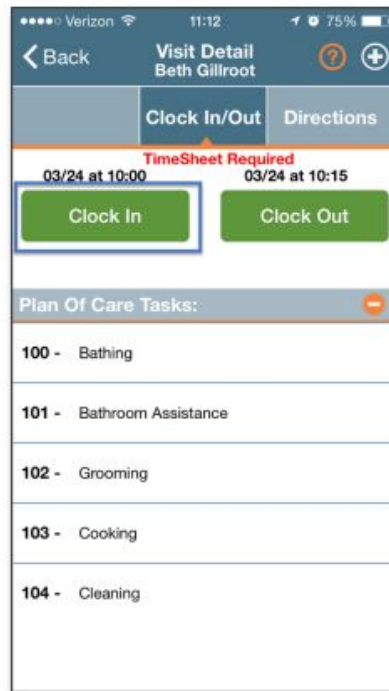 Verizon 11:12 75%
Back Visit Detail ?
Beth Gillroot
Clock In/Out Directions
TimeSheet Required
03/24 at 10:00 03/24 at 10:15
Clock In Clock Out
Plan Of Care Tasks:
100 - Bathing
101 - Bathroom Assistance
102 - Grooming
103 - Cooking
104 - Cleaning